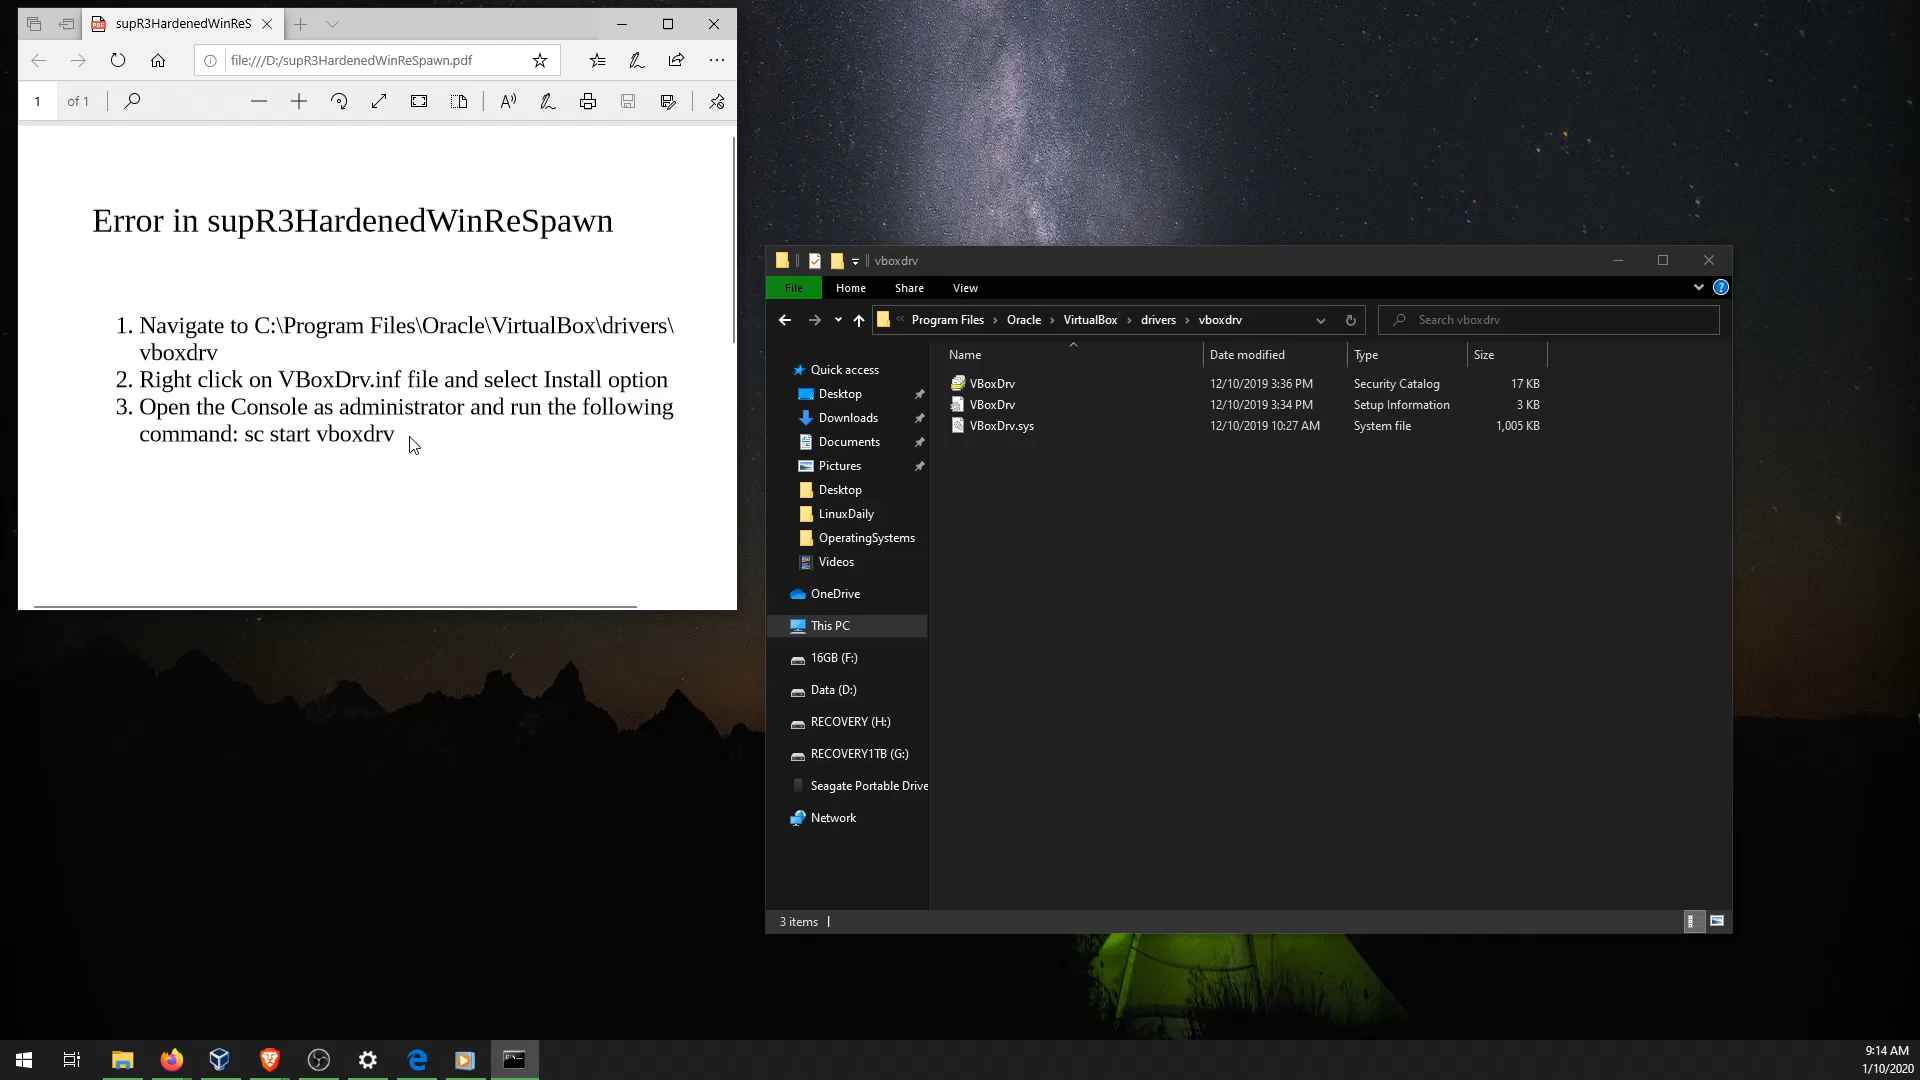 supR3HardenedWinReS
file:///D:/supR3HardenedWinReSpawn.pdf
1 of 1
Error in supR3HardenedWinReSpawn
1. Navigate to C:\Program Files\Oracle\VirtualBox\drivers\
vboxdrv
2. Right click on VBoxDrv.inf file and select Install option
3. Open the Console as administrator and run the following
command: sc start vboxdrv
vboxdrv
File Home Share View
Program Files Oracle VirtualBox drivers vboxdrv
Search vboxdrv
Name Date modified Type Size
VBoxDrv 12/10/2019 3:36 PM Security Catalog 17 KB
VBoxDrv 12/10/2019 3:34 PM Setup Information 3 KB
VBoxDrv.sys 12/10/2019 10:27 AM System file 1,005 KB
Quick access
Desktop
Downloads
Documents
Pictures
Desktop
LinuxDaily
OperatingSystems
Videos
OneDrive
This PC
16GB (F:)
Data (D:)
RECOVERY (H:)
RECOVERY1TB (G:)
Seagate Portable Drive
Network
3 items
9:14 AM
1/10/2020